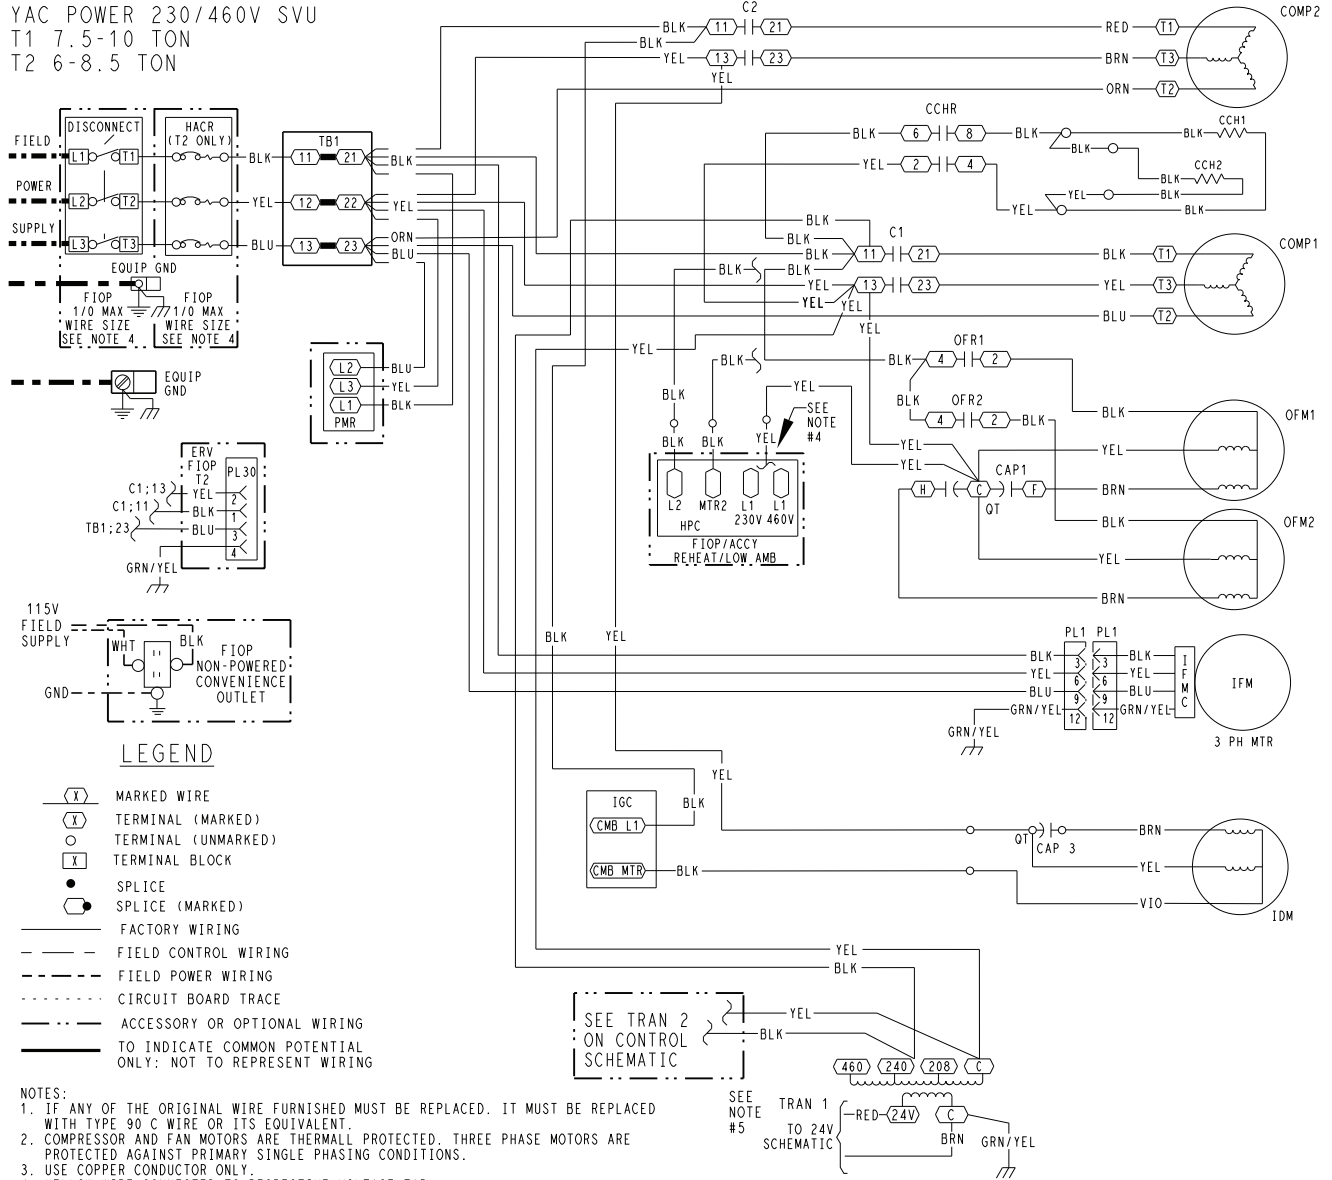 YAC POWER 230/460V SVU
T1 7.5-10 TON
T2 6-8.5 TON
C2
BLK 11 21 RED T1 COMP2
BLK
YEL 13 23 BRN T3
YEL
ORN T2
DISCONNECT
HACR
(T2 ONLY)
TB1
CCHR
FIELD
L1 T1 BLK 11 21 BLK
POWER
L2 T2 YEL 12 22 YEL
SUPPLY
L3 T3 BLU 13 23 ORN
BLU
BLK 6 8 BLK BLK CCH1
BLK
YEL 2 4 CCH2
BLK
YEL
YEL BLK
EQUIP GND
FIOP
1/0 MAX
WIRE SIZE
SEE NOTE 4
FIOP
1/0 MAX
WIRE SIZE
SEE NOTE 4
EQUIP
GND
BLK
BLK C1 COMP1
BLK 11 21 BLK T1
BLK BLK
YEL 13 23 YEL T3
YEL YEL
BLU T2
YEL
YEL
L2 BLU
L3 YEL
L1 BLK
PMR
OFR1
BLK BLK 4 2
YEL
BLK BLK OFR2
SEE
NOTE
#4
4 2 BLK
BLK OFM1
BLK BLK YEL
YEL YEL
YEL CAP1
H C F BRN
QT
L2 MTR2 L1 L1
230V 460V
HPC
FIOP/ACCY
REHEAT/LOW AMB
BLK OFM2
YEL
BRN
ERV
FIOP
T2
PL30
C1;13 YEL 2
C1;11 BLK 1
TB1;23 BLU 3
4
GRN/YEL
115V
FIELD
SUPPLY
WHT BLK
FIOP
NON-POWERED
CONVENIENCE
OUTLET
GND
BLK YEL
PL1 PL1
BLK 3 3 BLK
YEL 6 6 YEL
BLU 9 9 BLU
GRN/YEL 12 12 GRN/YEL
GRN/YEL
IFMC
IFM
3 PH MTR
YEL
BLK
IGC
CMB L1
CMB MTR BLK
QT CAP 3 BRN
YEL
VIO
IDM
LEGEND
X MARKED WIRE
X TERMINAL (MARKED)
TERMINAL (UNMARKED)
X TERMINAL BLOCK
SPLICE
SPLICE (MARKED)
FACTORY WIRING
FIELD CONTROL WIRING
FIELD POWER WIRING
CIRCUIT BOARD TRACE
ACCESSORY OR OPTIONAL WIRING
TO INDICATE COMMON POTENTIAL
ONLY: NOT TO REPRESENT WIRING
YEL
BLK
SEE TRAN 2
ON CONTROL
SCHEMATIC
YEL
BLK
460 240 208 C
SEE
NOTE
#5
TRAN 1
TO 24V
SCHEMATIC
RED 24V C
BRN GRN/YEL
NOTES:
1. IF ANY OF THE ORIGINAL WIRE FURNISHED MUST BE REPLACED. IT MUST BE REPLACED
WITH TYPE 90 C WIRE OR ITS EQUIVALENT.
2. COMPRESSOR AND FAN MOTORS ARE THERMALL PROTECTED. THREE PHASE MOTORS ARE
PROTECTED AGAINST PRIMARY SINGLE PHASING CONDITIONS.
3. USE COPPER CONDUCTOR ONLY.